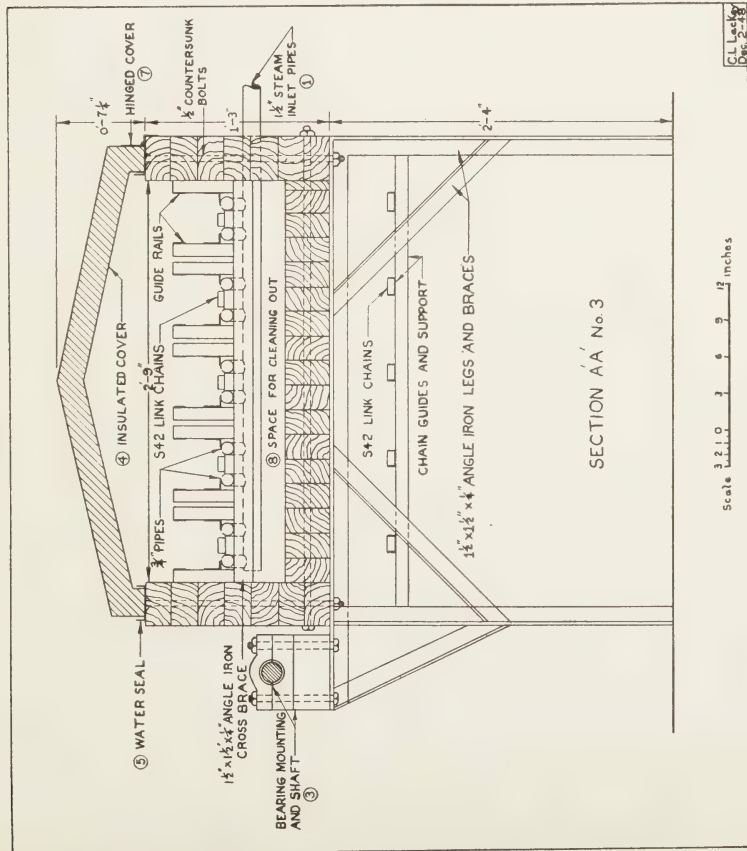 0'-7¼"
HINGED COVER
⑦
½" COUNTERSUNK
BOLTS
1'-3"
1½" STEAM
INLET PIPES
①
2'-4"
④ INSULATED COVER
2'-9"
GUIDE RAILS
S42 LINK CHAINS
¾" PIPES
⑧ SPACE FOR CLEANING OUT
⑤ WATER SEAL
1½" x 1½" x ¼" ANGLE IRON
CROSS BRACE
BEARING MOUNTING
AND SHAFT
③
S42 LINK CHAINS
CHAIN GUIDES AND SUPPORT
1½" x 1½" x ¼" ANGLE IRON LEGS AND BRACES
SECTION 'AA' No. 3
Scale 3 2 1 0 3 6 9 12 inches
C.L. Lackey
Dec. 2-48